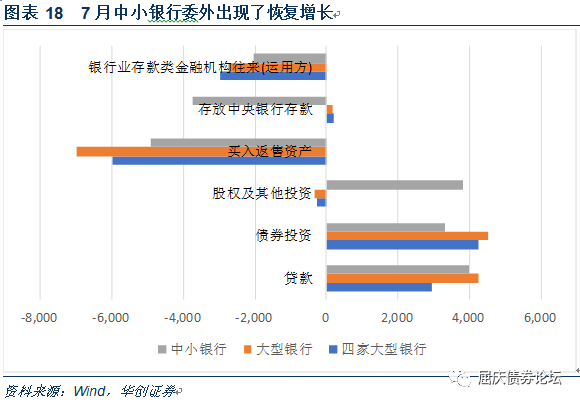 图表 18 7 月中小银行委外出现了恢复增长
银行业存款类金融机构往来(运用方)
存放中央银行存款
买入返售资产
股权及其他投资
债券投资
贷款
-8,000 -6,000 -4,000 -2,000 0 2,000 4,000 6,000
中小银行 大型银行 四家大型银行
屈庆债券论坛
资料来源：Wind，华创证券